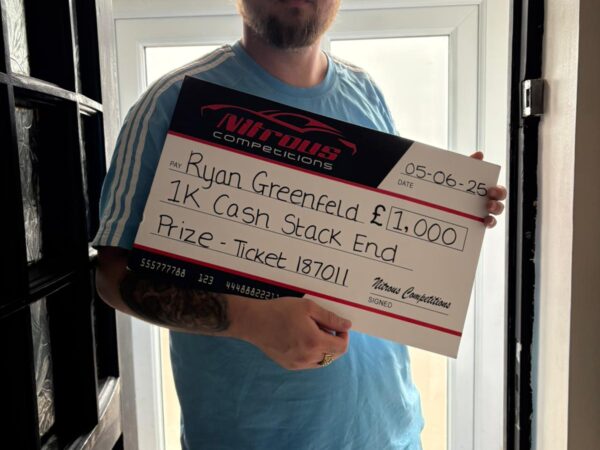 Nitrous
competitions
05-06-25
DATE
PAY Ryan Greenfeld £ 1,000
1K Cash Stack End
Prize - Ticket 187011
Nitrous Competitions
SIGNED
555777788 123 4448882221